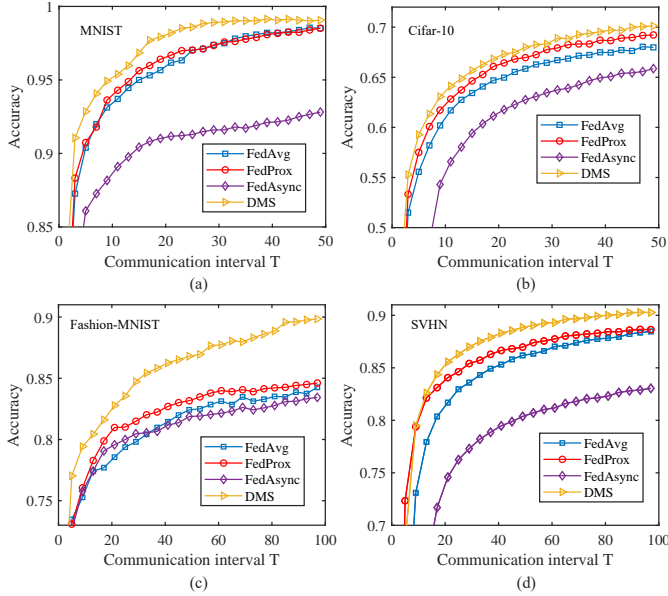 MNIST
Accuracy
1
0.95
0.9
0.85
0 10 20 30 40 50
Communication interval T
FedAvg
FedProx
FedAsync
DMS
(a)
Cifar-10
Accuracy
0.7
0.65
0.6
0.55
0.5
0 10 20 30 40 50
Communication interval T
FedAvg
FedProx
FedAsync
DMS
(b)
Fashion-MNIST
Accuracy
0.9
0.85
0.8
0.75
0 20 40 60 80 100
Communication interval T
FedAvg
FedProx
FedAsync
DMS
(c)
SVHN
Accuracy
0.9
0.85
0.8
0.75
0.7
0 20 40 60 80 100
Communication interval T
FedAvg
FedProx
FedAsync
DMS
(d)